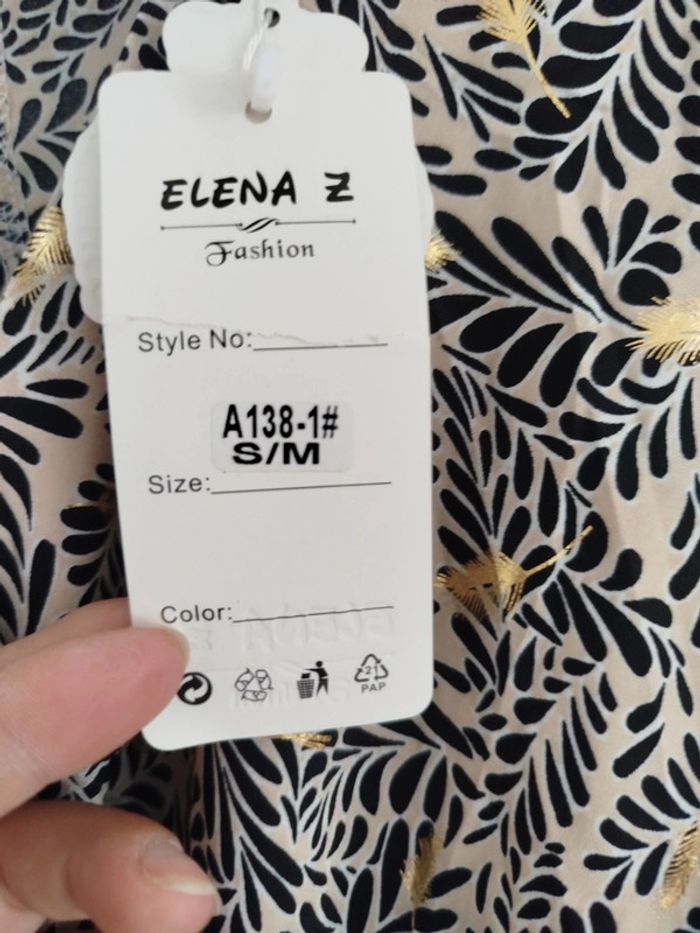 ELENA Z
Fashion
Style No:
A138-1#
S/M
Size:
Color:
21
PAP